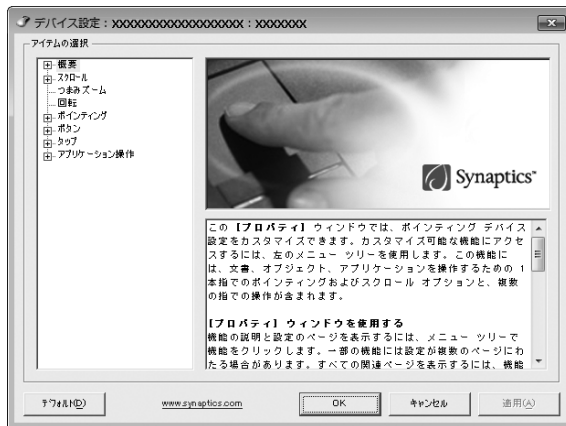 デバイス設定：XXXXXXXXXXXXXXXXXXX：XXXXXXX
アイテムの選択
概要
スクロール
つまみズーム
回転
ポインティング
ボタン
タップ
アプリケーション操作
Synaptics™
この [プロパティ] ウィンドウでは、ポインティング デバイス
設定をカスタマイズできます。カスタマイズ可能な機能にアクセ
スするには、左のメニュー ツリーを使用します。この機能に
は、文書、オブジェクト、アプリケーションを操作するための 1
本指でのポインティングおよびスクロール オプションと、複数
の指での操作が含まれます。
[プロパティ] ウィンドウを使用する
機能の説明と設定のページを表示するには、メニュー ツリーで
機能をクリックします。一部の機能には設定が複数のページにわ
たる場合があります。すべての関連ページを表示するには、機能
デフォルト(D)
www.synaptics.com
OK
キャンセル
適用(A)